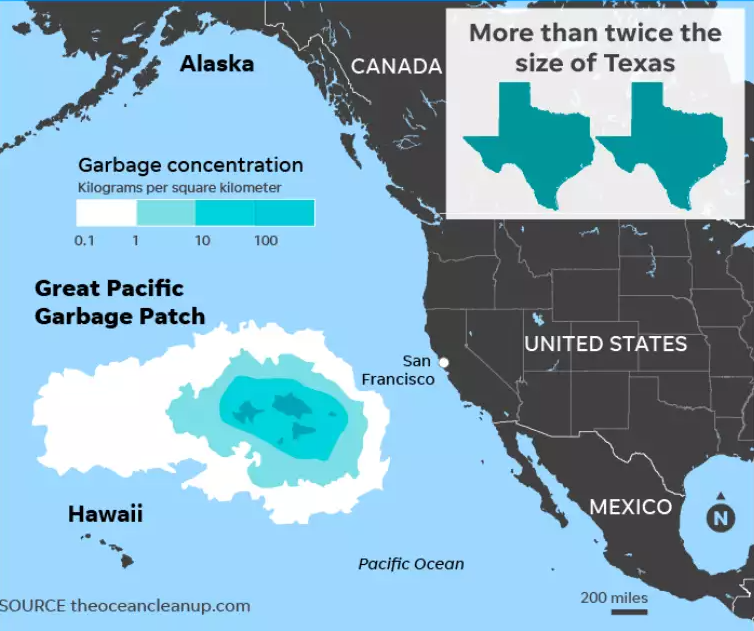 More than twice the
size of Texas
Alaska
CANADA
Garbage concentration
Kilograms per square kilometer
0.1 1 10 100
Great Pacific
Garbage Patch
UNITED STATES
San
Francisco
Hawaii
MEXICO
N
Pacific Ocean
200 miles
SOURCE theoceancleanup.com